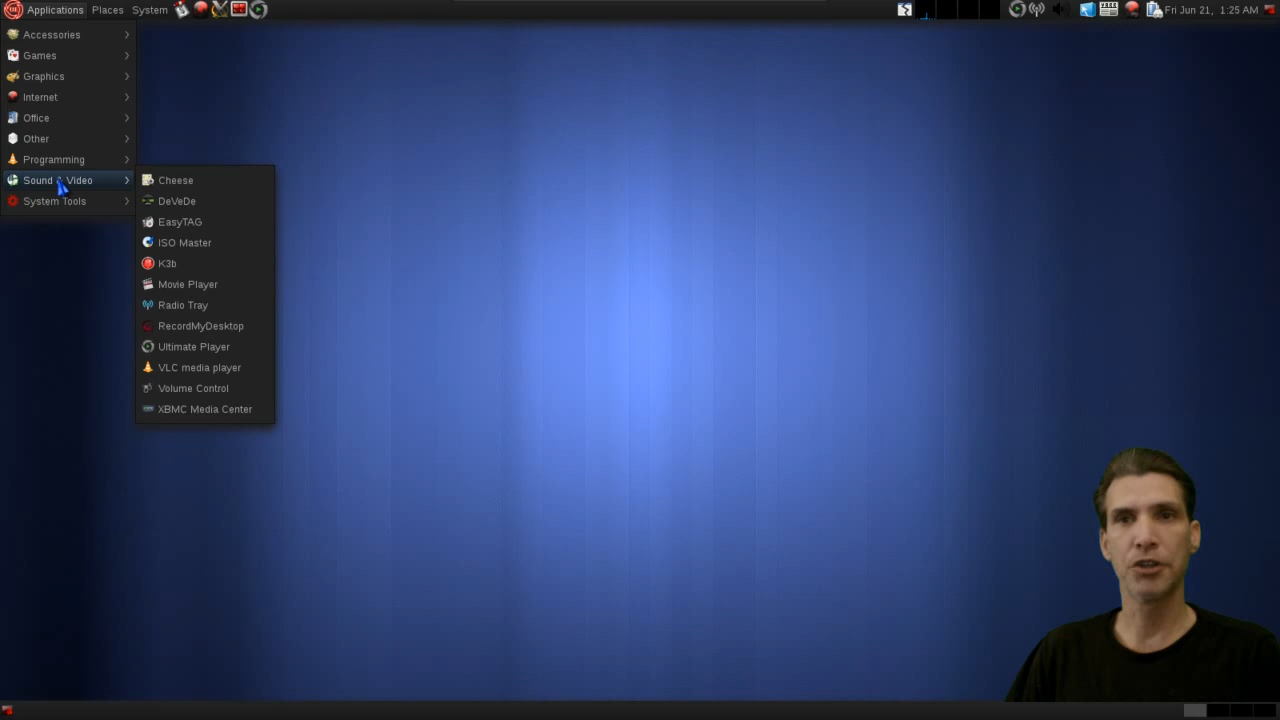 Applications Places System Fri Jun 21, 1:25 AM
Accessories
Games
Graphics
Internet
Office
Other
Programming
Sound & Video
System Tools
Cheese
DeVeDe
EasyTAG
ISO Master
K3b
Movie Player
Radio Tray
RecordMyDesktop
Ultimate Player
VLC media player
Volume Control
XBMC Media Center